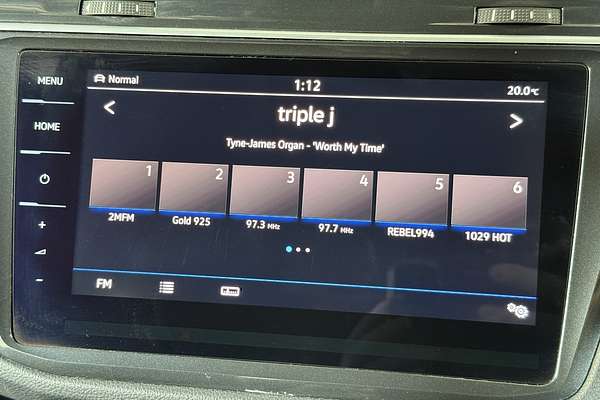 MENU
HOME
+
-
Normal
1:12
20.0°C
<
triple j
>
Tyne-James Organ - 'Worth My Time'
1 2 3 4 5 6
2MFM Gold 925 97.3 MHz 97.7 MHz REBEL994 1029 HOT
FM